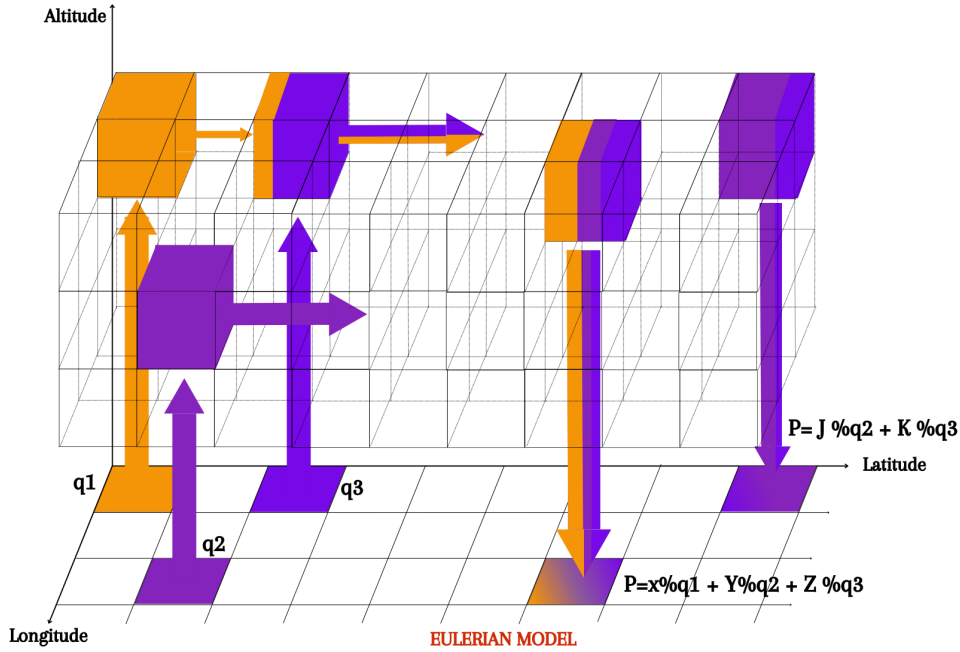 Altitude
P= J %q2 + K %q3
Latitude
q1
q3
q2
P=x%q1 + Y%q2 + Z %q3
Longitude
EULERIAN MODEL